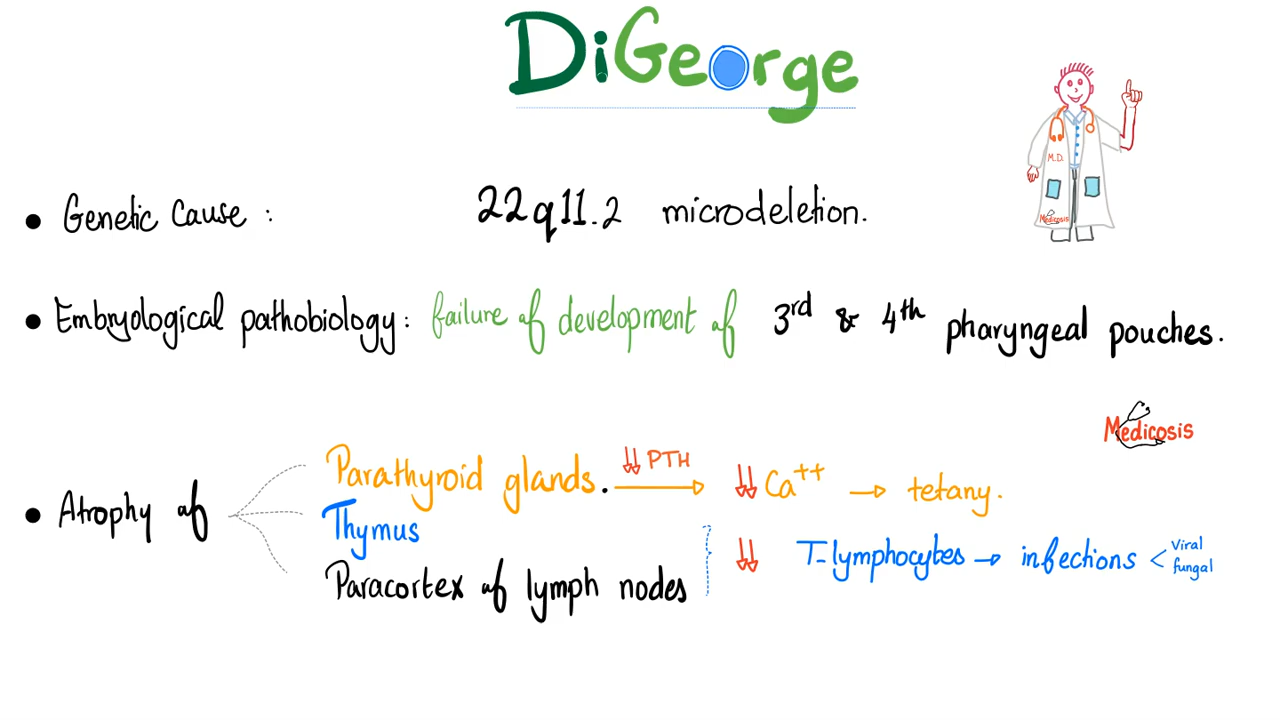 DiGeorge
M.D.
Medicosis
• Genetic Cause : 22q11.2 microdeletion.
• Embryological pathobiology: failure of development of 3rd & 4th pharyngeal pouches.
Medicosis
• Atrophy of
Parathyroid glands. ↓↓ PTH → ↓↓ Ca++ → tetany.
Thymus
Paracortex of lymph nodes
↓↓ T-lymphocytes → infections < Viral
fungal